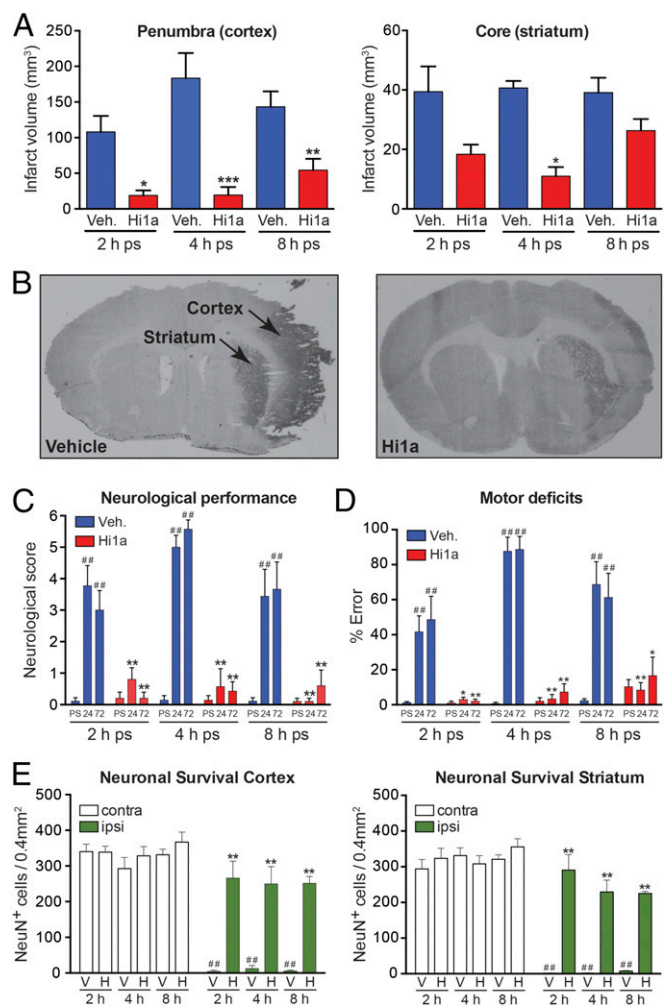 A
Penumbra (cortex)
Infarct volume (mm³)
250
200
150
100
50
0
* *** **
Veh. Hi1a Veh. Hi1a Veh. Hi1a
2 h ps 4 h ps 8 h ps
Core (striatum)
Infarct volume (mm³)
60
40
20
0
*
Veh. Hi1a Veh. Hi1a Veh. Hi1a
2 h ps 4 h ps 8 h ps
B
Cortex
Striatum
Vehicle
Hi1a
C
Neurological performance
Veh.
Hi1a
Neurological score
6
5
4
3
2
1
0
## ## ** ** ## ## ** ** ## ## ** **
PS 24 72 PS 24 72 PS 24 72 PS 24 72 PS 24 72 PS 24 72
2 h ps 4 h ps 8 h ps
D
Motor deficits
Veh.
Hi1a
% Error
100
80
60
40
20
0
## ## * ** ## ## ** ** ## ## ** *
PS 24 72 PS 24 72 PS 24 72 PS 24 72 PS 24 72 PS 24 72
2 h ps 4 h ps 8 h ps
E
Neuronal Survival Cortex
contra
ipsi
NeuN⁺ cells / 0.4mm²
500
400
300
200
100
0
## ** ## ** ## **
V H V H V H V H V H V H
2 h 4 h 8 h 2 h 4 h 8 h
Neuronal Survival Striatum
contra
ipsi
NeuN⁺ cells / 0.4mm²
500
400
300
200
100
0
## ** ## ** ## **
V H V H V H V H V H V H
2 h 4 h 8 h 2 h 4 h 8 h